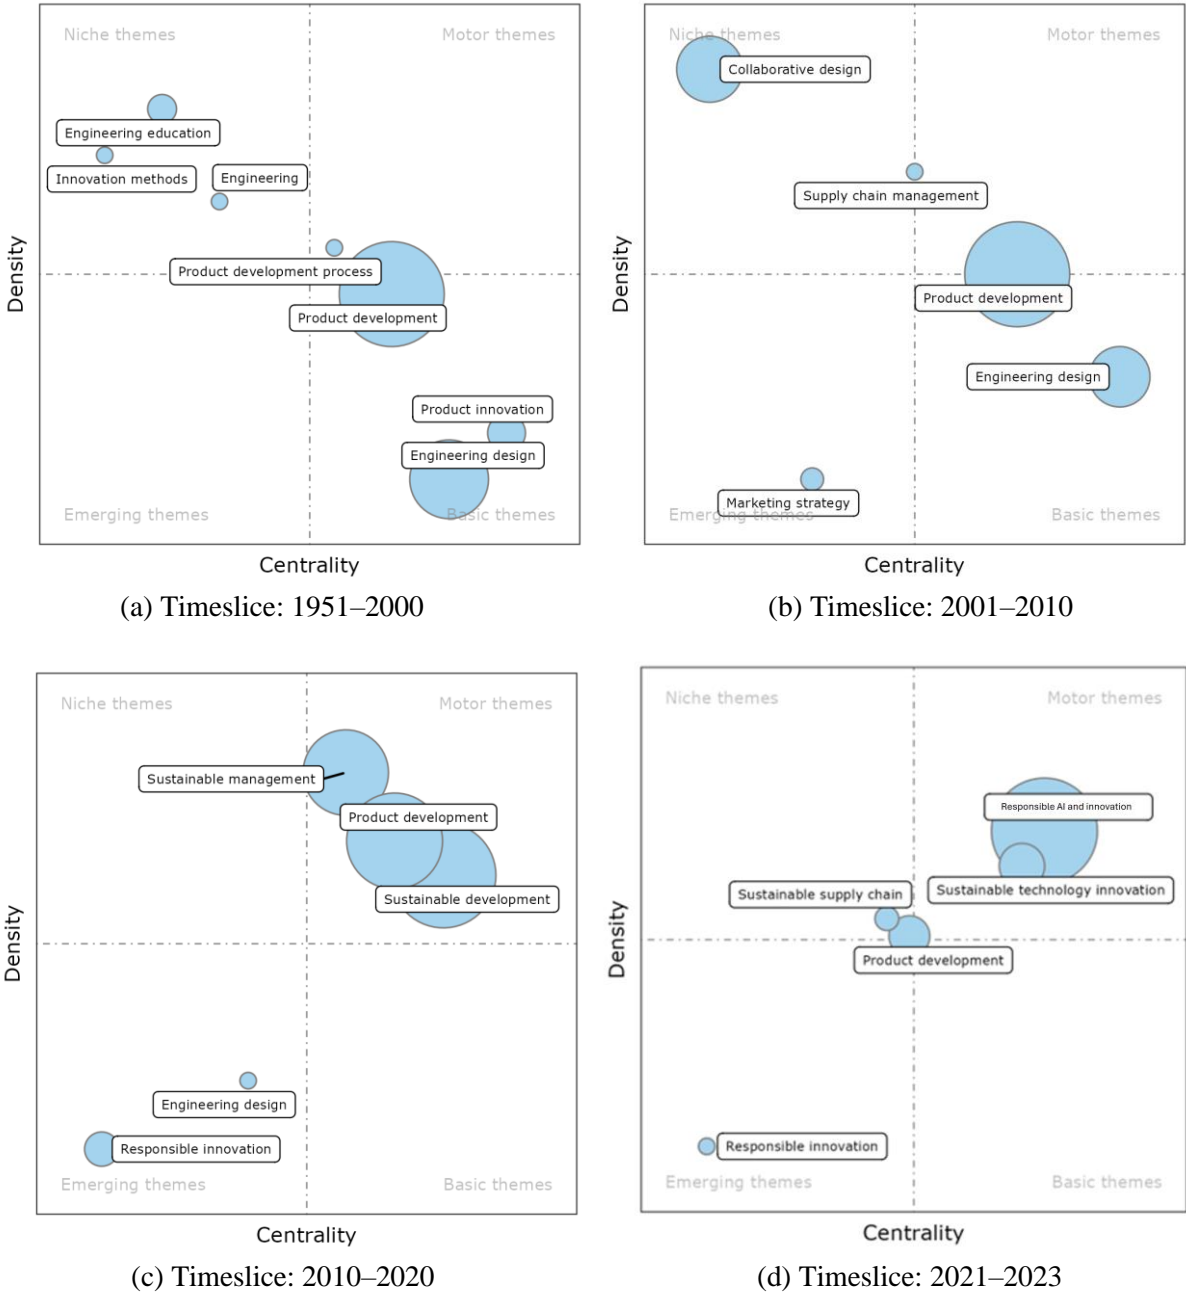 Niche themes
Motor themes
Engineering education
Innovation methods
Engineering
Product development process
Product development
Product innovation
Engineering design
Emerging themes
Basic themes
Density
Centrality
(a) Timeslice: 1951–2000
Niche themes
Motor themes
Collaborative design
Supply chain management
Product development
Engineering design
Marketing strategy
Emerging themes
Basic themes
Density
Centrality
(b) Timeslice: 2001–2010
Niche themes
Motor themes
Sustainable management
Product development
Sustainable development
Engineering design
Responsible innovation
Emerging themes
Basic themes
Density
Centrality
(c) Timeslice: 2010–2020
Niche themes
Motor themes
Responsible AI and innovation
Sustainable supply chain
Sustainable technology innovation
Product development
Responsible innovation
Emerging themes
Basic themes
Density
Centrality
(d) Timeslice: 2021–2023